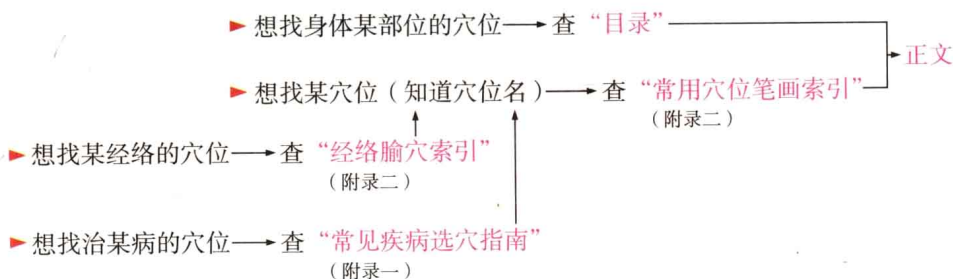 想找身体某部位的穴位 查 “目录”
正文
想找某穴位（知道穴位名） 查 “常用穴位笔画索引”
（附录二）
想找某经络的穴位 查 “经络腧穴索引”
（附录二）
想找治某病的穴位 查 “常见疾病选穴指南”
（附录一）